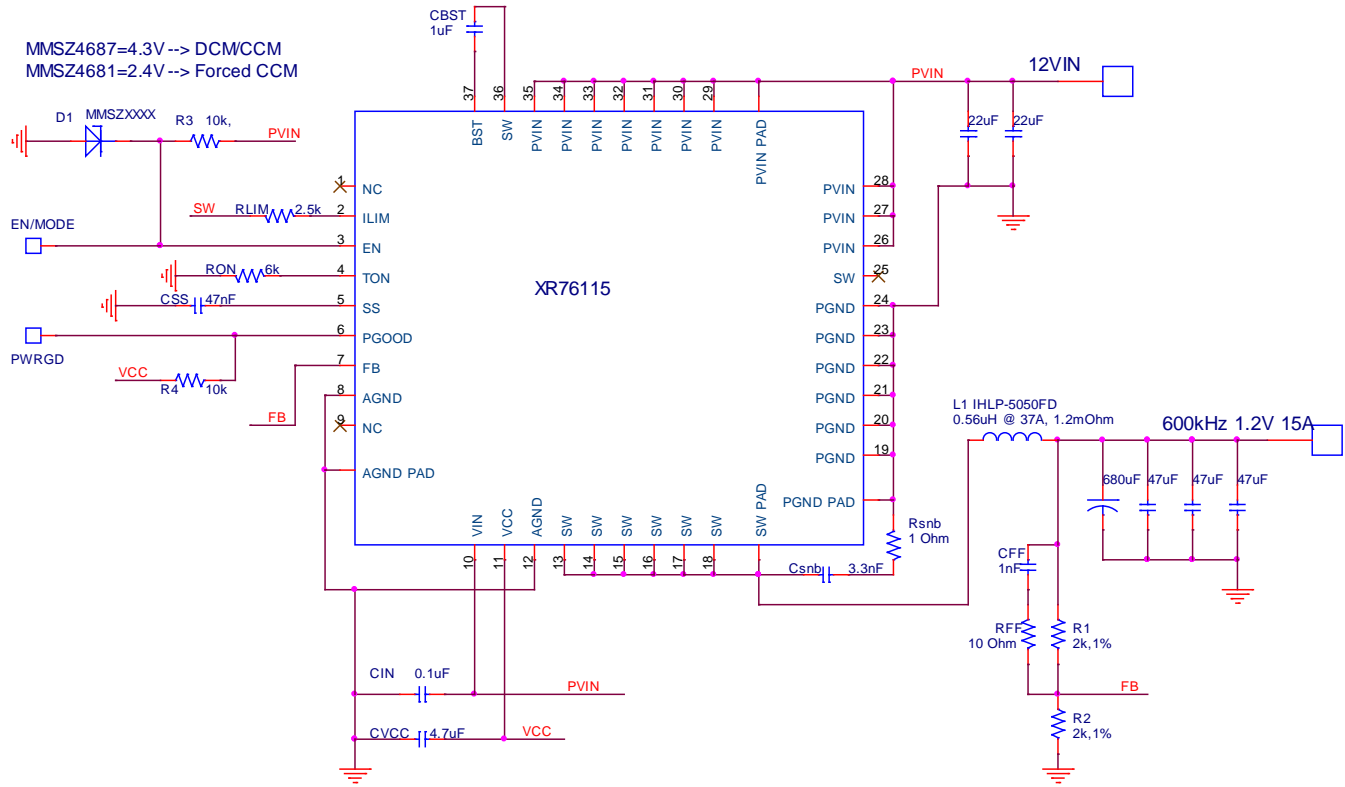 CBST
1uF
MMSZ4687=4.3V --> DCM/CCM
MMSZ4681=2.4V --> Forced CCM
12VIN
PVIN
37
36
35
34
33
32
31
30
29
D1
MMSZXXXX
R3 10k,
PVIN
22uF
22uF
BST
SW
PVIN
PVIN
PVIN
PVIN
PVIN
PVIN
PVIN
PVIN PAD
1
NC
PVIN
28
SW
RLIM
2.5k
2
ILIM
PVIN
27
EN/MODE
3
EN
PVIN
26
RON
6k
4
TON
SW
25
XR76115
CSS
47nF
5
SS
PGND
24
6
PGOOD
PGND
23
PWRGD
7
FB
PGND
22
VCC
R4
10k
8
AGND
PGND
21
FB
9
NC
PGND
20
L1 IHLP-5050FD
0.56uH @ 37A, 1.2mOhm
600kHz 1.2V 15A
PGND
19
AGND PAD
680uF
47uF
47uF
47uF
PGND PAD
VIN
VCC
AGND
SW
SW
SW
SW
SW
SW
SW PAD
Rsnb
1 Ohm
10
11
12
13
14
15
16
17
18
Csnb
3.3nF
CFF
1nF
RFF
10 Ohm
R1
2k,1%
CIN
0.1uF
PVIN
FB
R2
2k,1%
CVCC
4.7uF
VCC